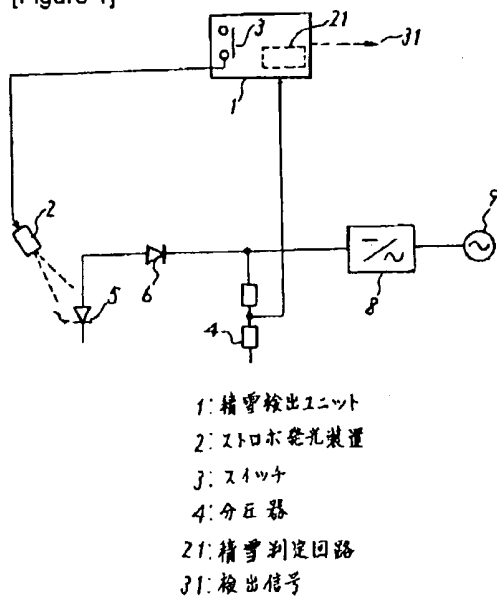 [Figure 1]
3
21
31
1
2
5
6
4
8
9
1:積雪検出ユニット
2:ストロボ発光装置
3:スイッチ
4:分圧器
21:積雪判定回路
31:検出信号